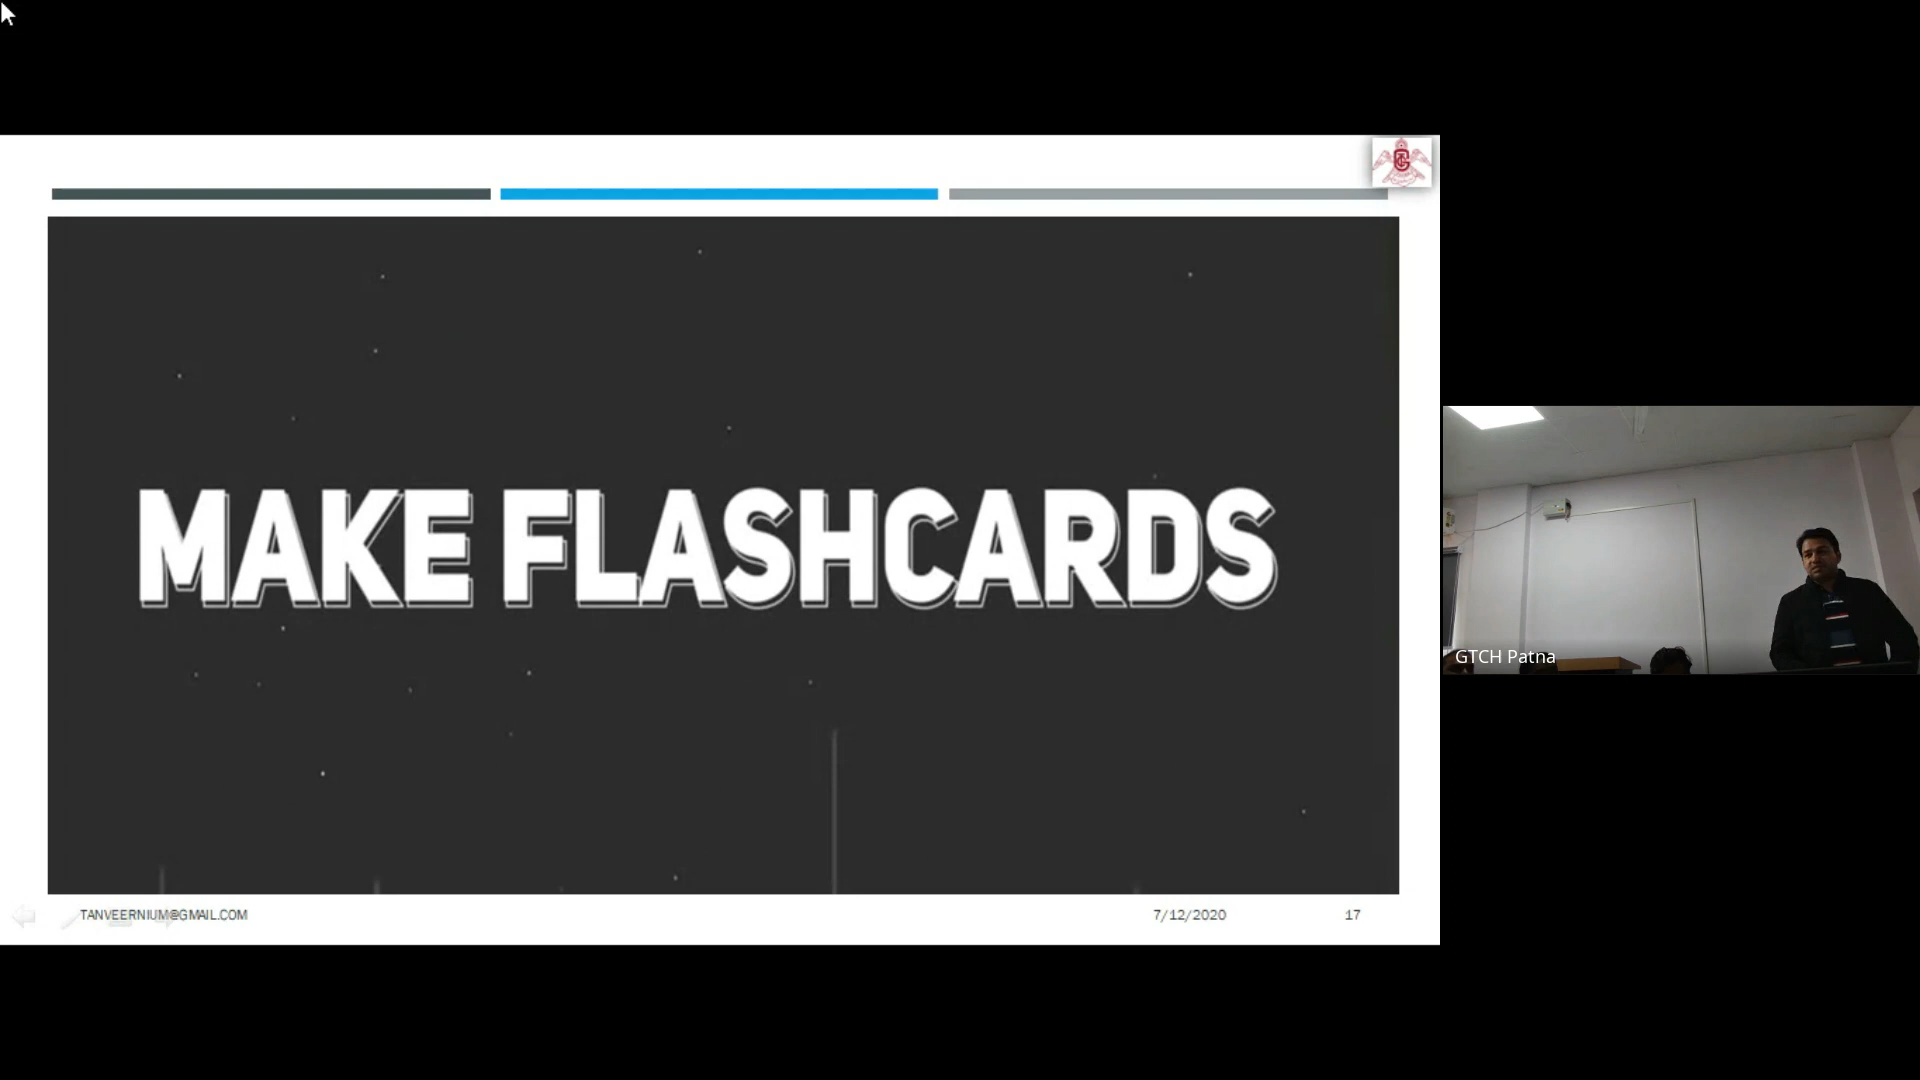 MAKE FLASHCARDS
GTCH Patna
TANVEERNIUM@GMAIL.COM
7/12/2020
17